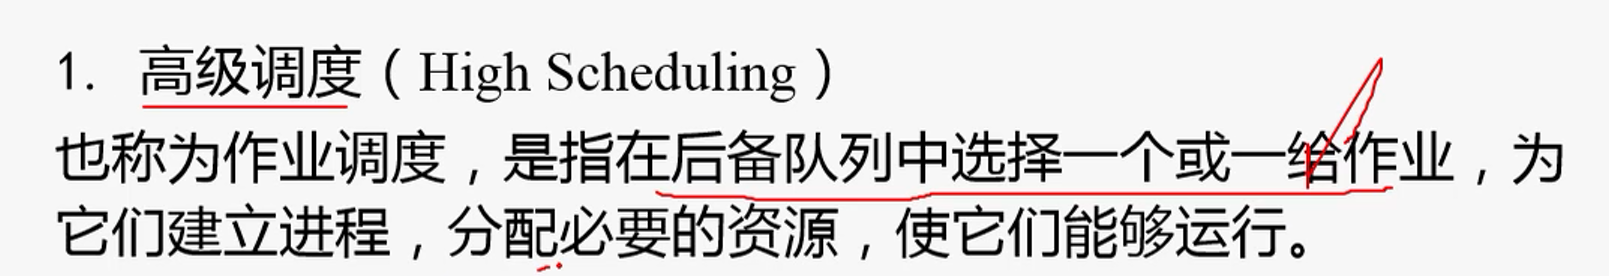 1. 高级调度（High Scheduling）
也称为作业调度，是指在后备队列中选择一个或一给作业，为
它们建立进程，分配必要的资源，使它们能够运行。